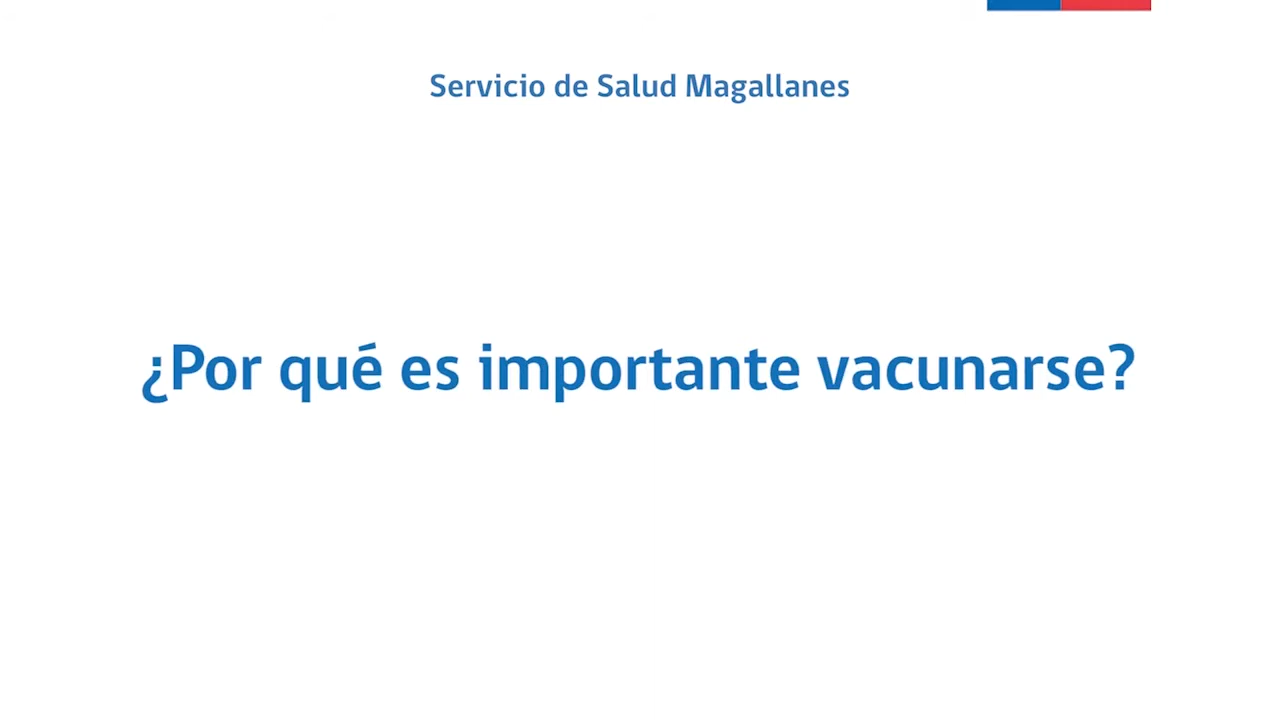 Servicio de Salud Magallanes
¿Por qué es importante vacunarse?